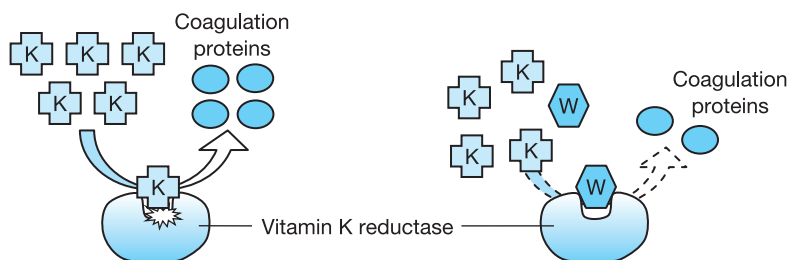 Coagulation
proteins
K K K
K K
K
Vitamin K reductase
K
K
W
K K
W
Coagulation
proteins